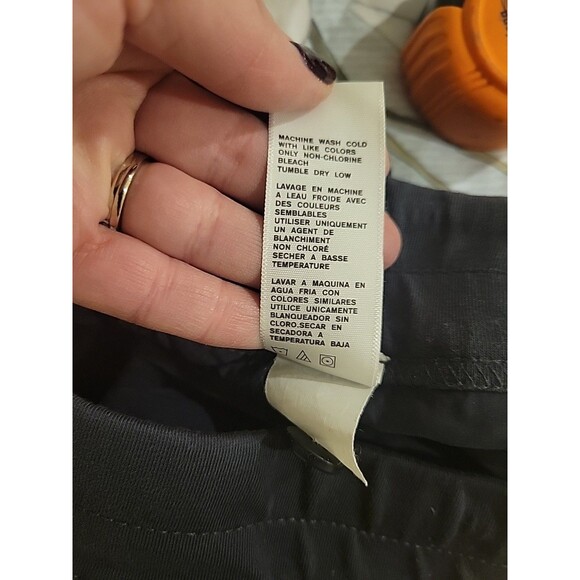 MACHINE WASH COLD
WITH LIKE COLORS
ONLY NON-CHLORINE
BLEACH
TUMBLE DRY LOW
LAVAGE EN MACHINE
A LEAU FROIDE AVEC
DES COULEURS
SEMBLABLES
UTILISER UNIQUEMENT
UN AGENT DE
BLANCHIMENT
NON CHLORÉ
SECHER A BASSE
TEMPERATURE
LAVAR A MAQUINA EN
AGUA FRIA CON
COLORES SIMILARES
UTILICE UNICAMENTE
BLANQUEADOR SIN
CLORO,SECAR EN
SECADORA A
TEMPERATURA BAJA